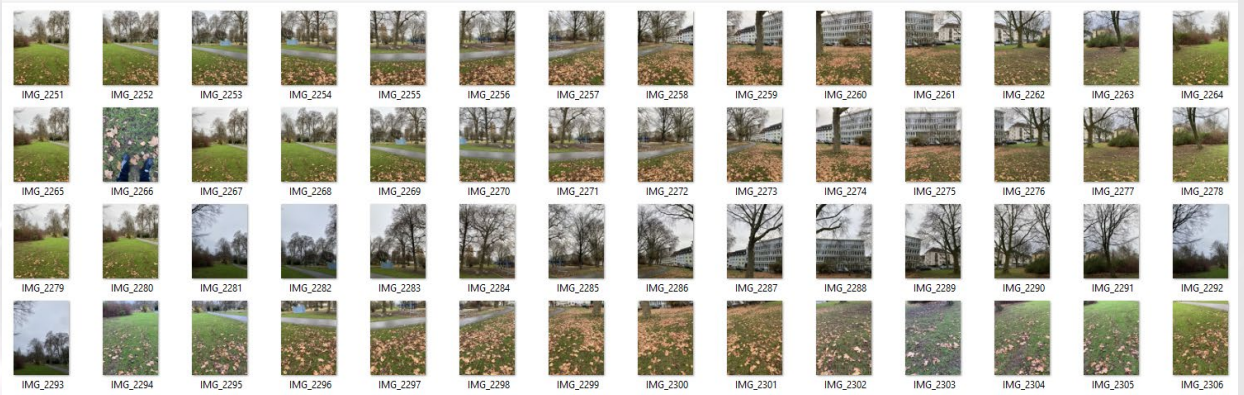 IMG_2251 IMG_2252 IMG_2253 IMG_2254 IMG_2255 IMG_2256 IMG_2257 IMG_2258 IMG_2259 IMG_2260 IMG_2261 IMG_2262 IMG_2263 IMG_2264
IMG_2265 IMG_2266 IMG_2267 IMG_2268 IMG_2269 IMG_2270 IMG_2271 IMG_2272 IMG_2273 IMG_2274 IMG_2275 IMG_2276 IMG_2277 IMG_2278
IMG_2279 IMG_2280 IMG_2281 IMG_2282 IMG_2283 IMG_2284 IMG_2285 IMG_2286 IMG_2287 IMG_2288 IMG_2289 IMG_2290 IMG_2291 IMG_2292
IMG_2293 IMG_2294 IMG_2295 IMG_2296 IMG_2297 IMG_2298 IMG_2299 IMG_2300 IMG_2301 IMG_2302 IMG_2303 IMG_2304 IMG_2305 IMG_2306